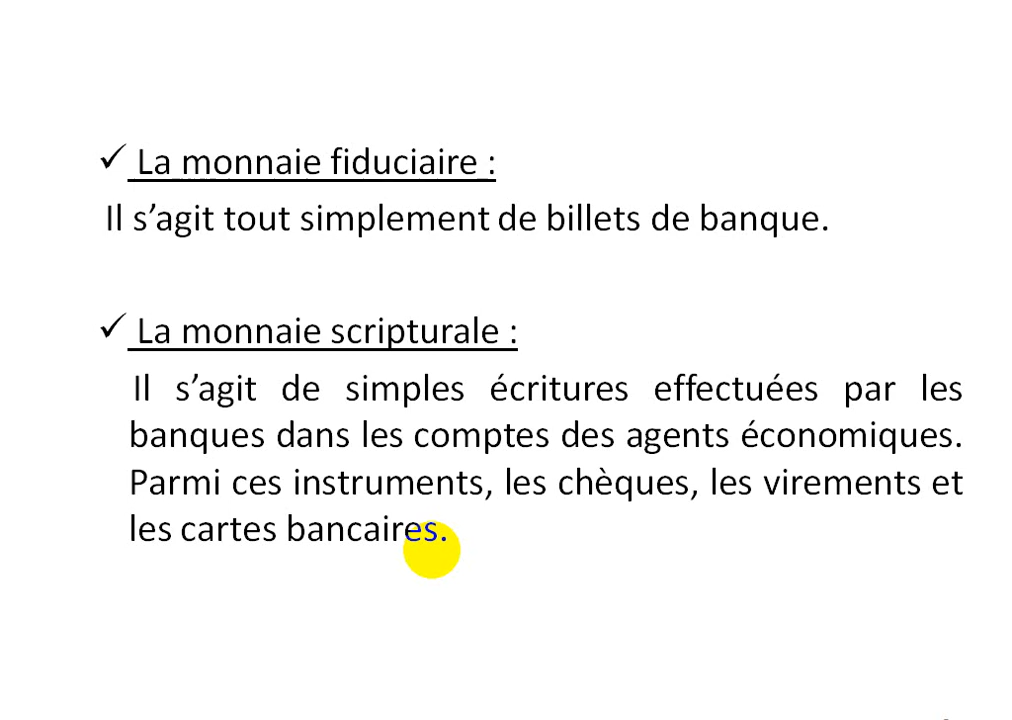 ✓ La monnaie fiduciaire :
Il s’agit tout simplement de billets de banque.
✓ La monnaie scripturale :
Il s’agit de simples écritures effectuées par les
banques dans les comptes des agents économiques.
Parmi ces instruments, les chèques, les virements et
les cartes bancaires.